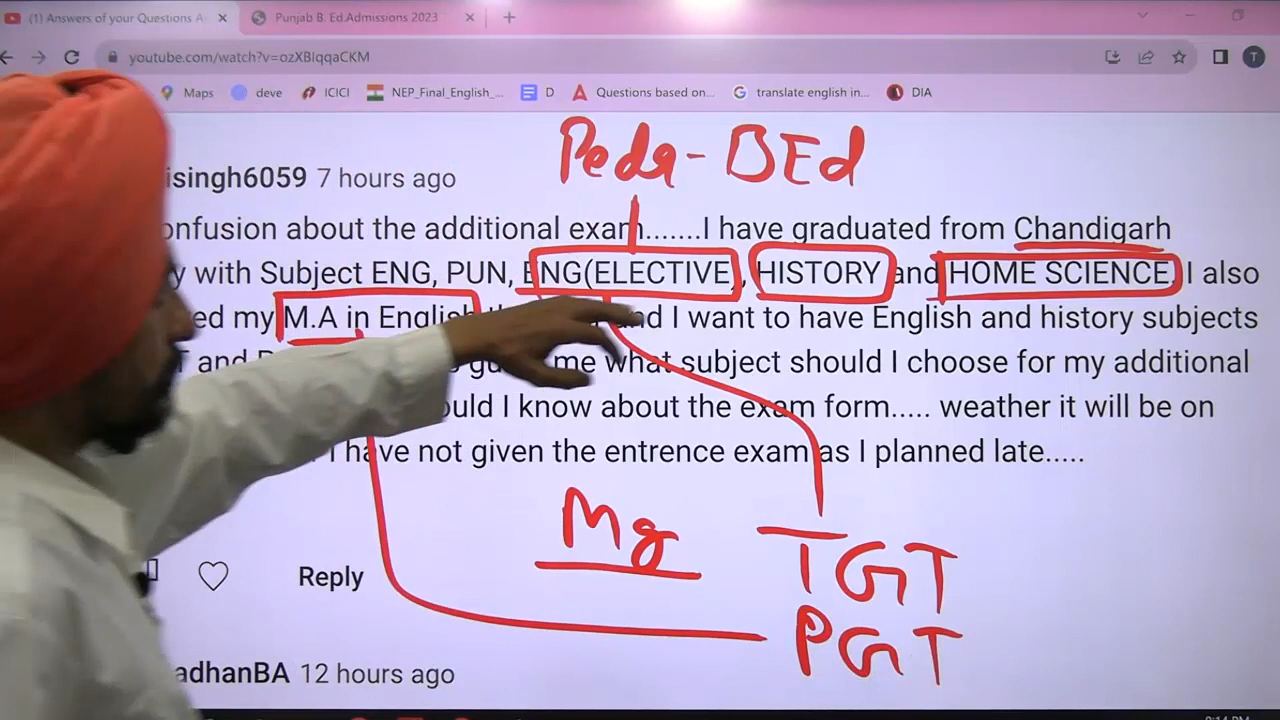 (1) Answers of your Questions A
Punjab B. Ed.Admissions 2023
youtube.com/watch?v=ozXBIqqaCKM
T
Maps
deve
ICICI
NEP_Final_English_...
D
Questions based on...
translate english in...
DIA
Peda-BEd
isingh6059 7 hours ago
onfusion about the additional exam.......I have graduated from Chandigarh
y with Subject ENG, PUN, ENG(ELECTIVE), HISTORY and HOME SCIENCE. I also
ed my M.A in English and I want to have English and history subjects
T and me what subject should I choose for my additional
ould I know about the exam form..... weather it will be on
I have not given the entrence exam as I planned late.....
Mg
TGT
PGT
Reply
adhanBA 12 hours ago